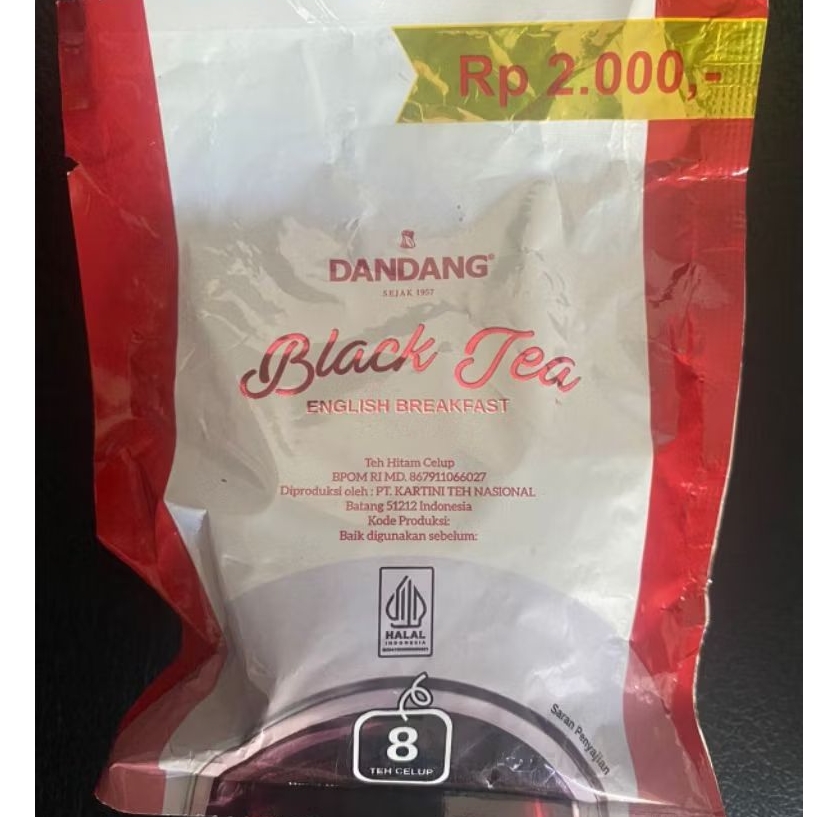 Rp 2.000,-
DANDANG®
SEJAK 1957
Black Tea
ENGLISH BREAKFAST
Teh Hitam Celup
BPOM RI MD. 867911066027
Diproduksi oleh : PT. KARTINI TEH NASIONAL
Batang 51212 Indonesia
Kode Produksi:
Baik digunakan sebelum:
HALAL
INDONESIA
8
TEH CELUP
Saran Penyajian